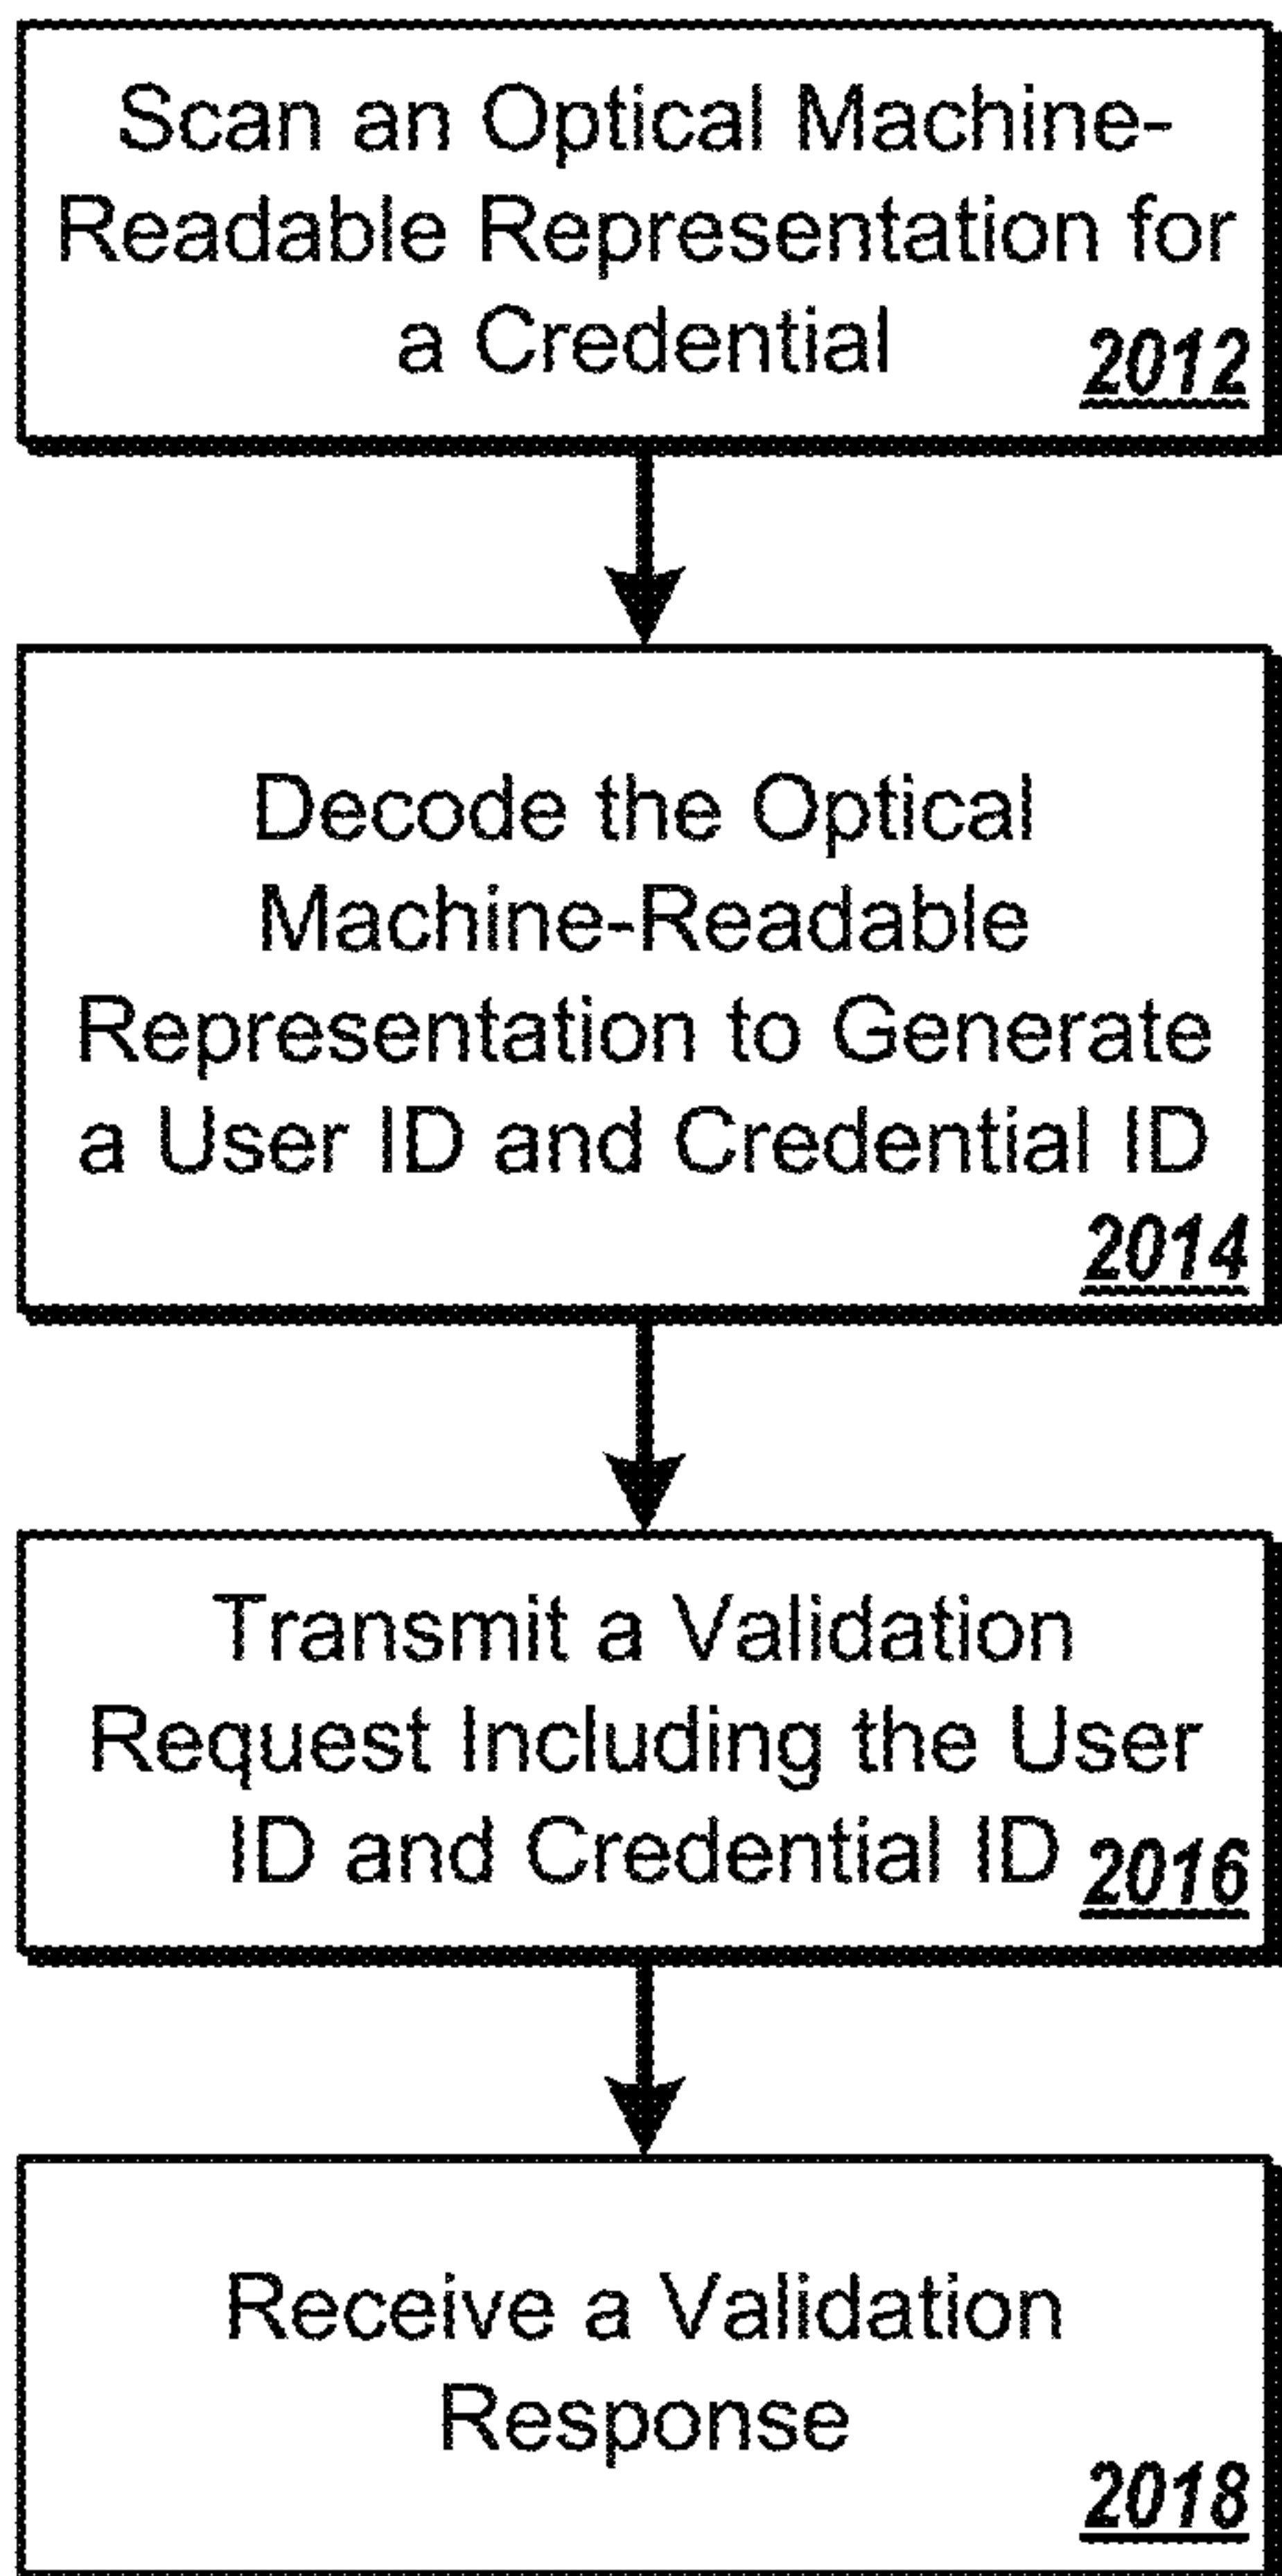 Scan an Optical Machine-
Readable Representation for
a Credential 2012
Decode the Optical
Machine-Readable
Representation to Generate
a User ID and Credential ID
2014
Transmit a Validation
Request Including the User
ID and Credential ID 2016
Receive a Validation
Response
2018